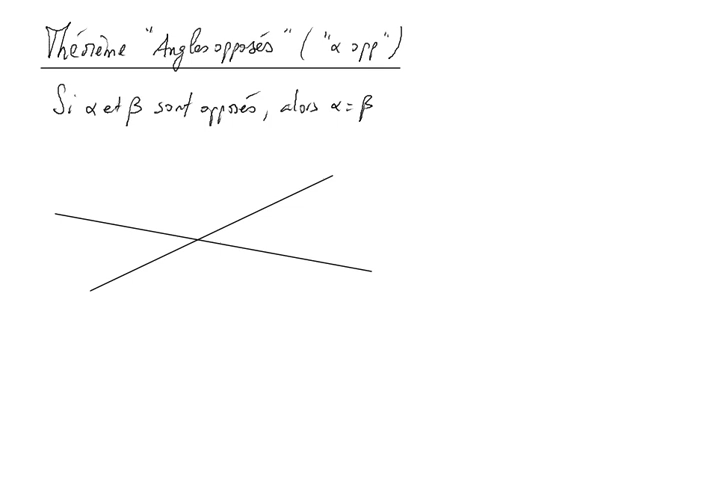 Théorème "Angles opposés" ("α opp")
Si α et β sont opposés, alors α = β